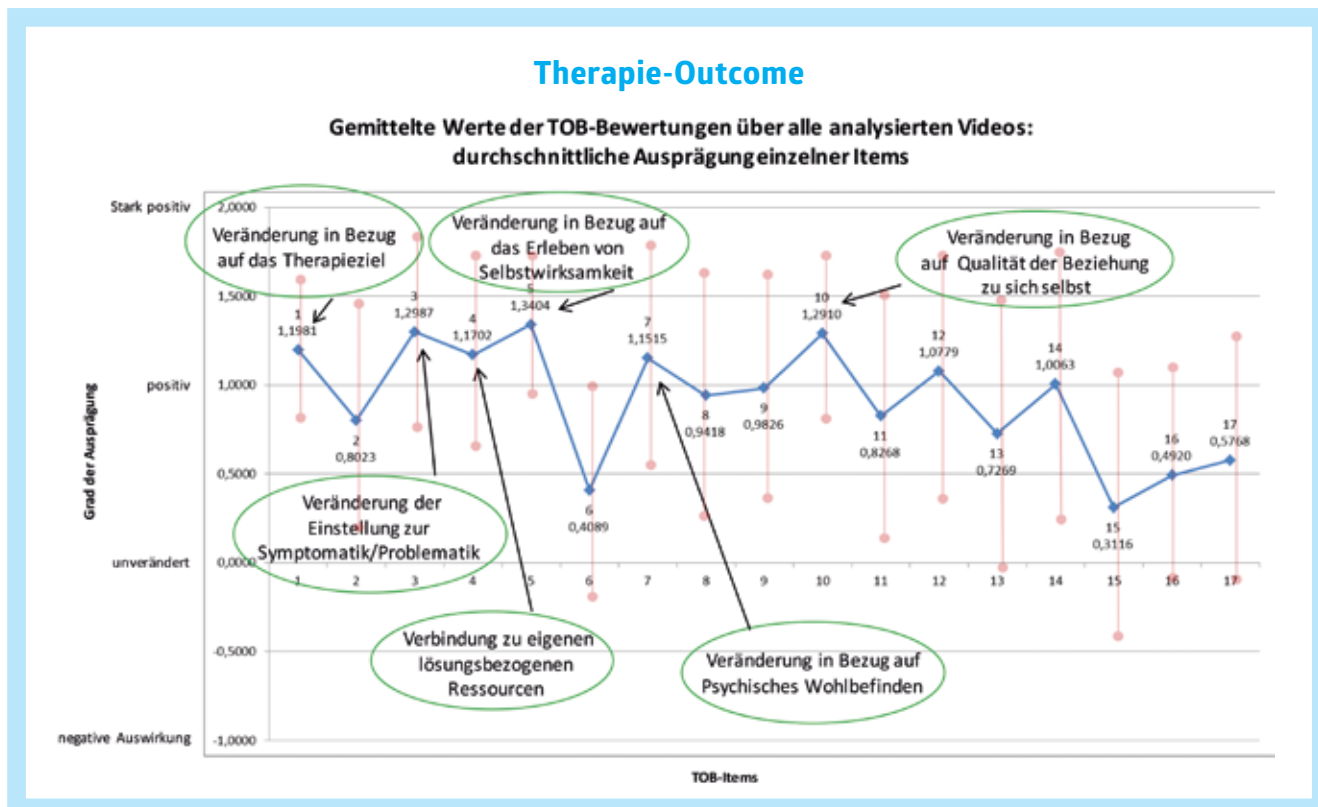 Therapie-Outcome
Gemittelte Werte der TOB-Bewertungen über alle analysierten Videos:
durchschnittliche Ausprägung einzelner Items
Stark positiv
positiv
unverändert
negative Auswirkung
Grad der Ausprägung
2,0000
1,5000
1,0000
0,5000
0,0000
-0,5000
-1,0000
Veränderung in Bezug
auf das Therapieziel
Veränderung in Bezug auf
das Erleben von
Selbstwirksamkeit
Veränderung in Bezug
auf Qualität der Beziehung
zu sich selbst
1
1,1981
2
0,8023
3
1,2987
4
1,1702
5
1,3404
6
0,4089
7
1,1515
8
0,9418
9
0,9826
10
1,2910
11
0,8268
12
1,0779
13
0,7269
14
1,0063
15
0,3116
16
0,4920
17
0,5768
Veränderung der
Einstellung zur
Symptomatik/Problematik
1 2 3 4 5 6 7 8 9 10 11 12 13 14 15 16 17
Verbindung zu eigenen
lösungsbezogenen
Ressourcen
Veränderung in Bezug auf
Psychisches Wohlbefinden
TOB-Items